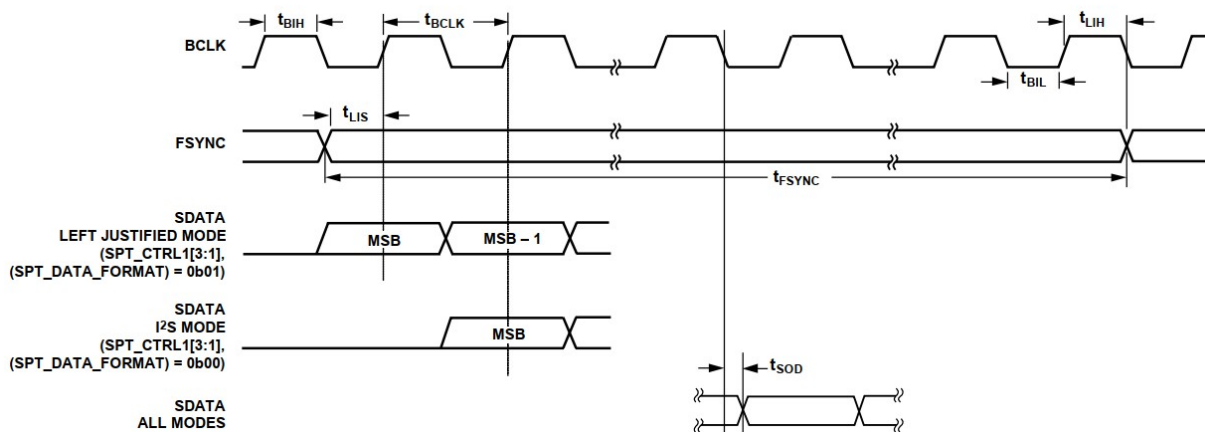 tBIH
tBCLK
tLIH
BCLK
tBIL
tLIS
FSYNC
tFSYNC
SDATA
LEFT JUSTIFIED MODE
(SPT_CTRL1[3:1],
(SPT_DATA_FORMAT) = 0b01)
MSB
MSB – 1
SDATA
I²S MODE
(SPT_CTRL1[3:1],
(SPT_DATA_FORMAT) = 0b00)
MSB
tSOD
SDATA
ALL MODES